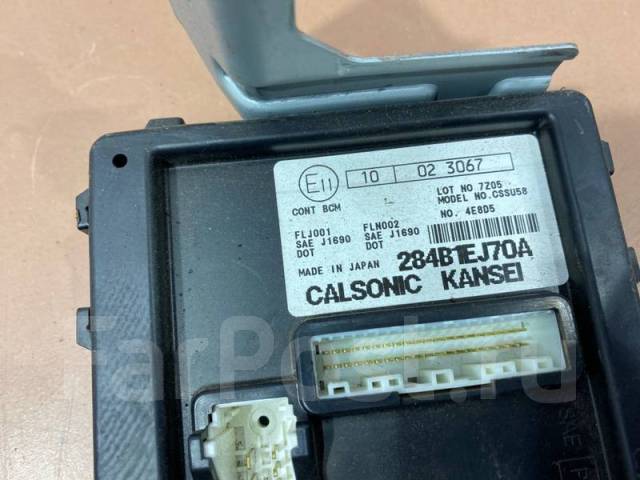 E11 10 02 3067
CONT BCM
LOT NO 7Z05
MODEL NO.CSSU58
NO. 4E8D5
FLJ001 FLN002
SAE J1690 SAE J1690
DOT DOT
MADE IN JAPAN 284B1EJ70A
CALSONIC KANSEI
FarPost.ru
SAE